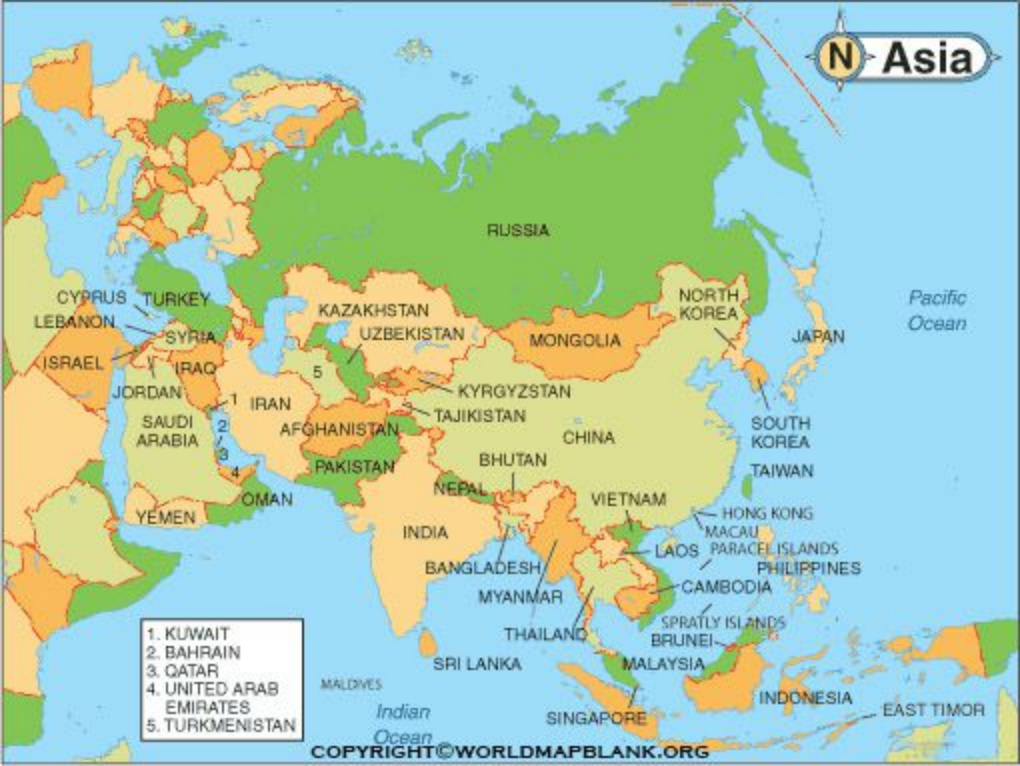 N Asia
RUSSIA
CYPRUS
TURKEY
LEBANON
SYRIA
ISRAEL
IRAQ
JORDAN
SAUDI
ARABIA
IRAN
1
2
3
4
5
KAZAKHSTAN
UZBEKISTAN
MONGOLIA
NORTH
KOREA
JAPAN
Pacific
Ocean
KYRGYZSTAN
TAJIKISTAN
AFGHANISTAN
PAKISTAN
CHINA
SOUTH
KOREA
TAIWAN
BHUTAN
NEPAL
OMAN
YEMEN
INDIA
VIETNAM
HONG KONG
MACAU
LAOS
PARACEL ISLANDS
PHILIPPINES
BANGLADESH
CAMBODIA
MYANMAR
THAILAND
SPRATLY ISLANDS
BRUNEI
SRI LANKA
MALAYSIA
MALDIVES
INDONESIA
SINGAPORE
EAST TIMOR
Indian
Ocean
1. KUWAIT
2. BAHRAIN
3. QATAR
4. UNITED ARAB
EMIRATES
5. TURKMENISTAN
COPYRIGHT©WORLDMAPBLANK.ORG